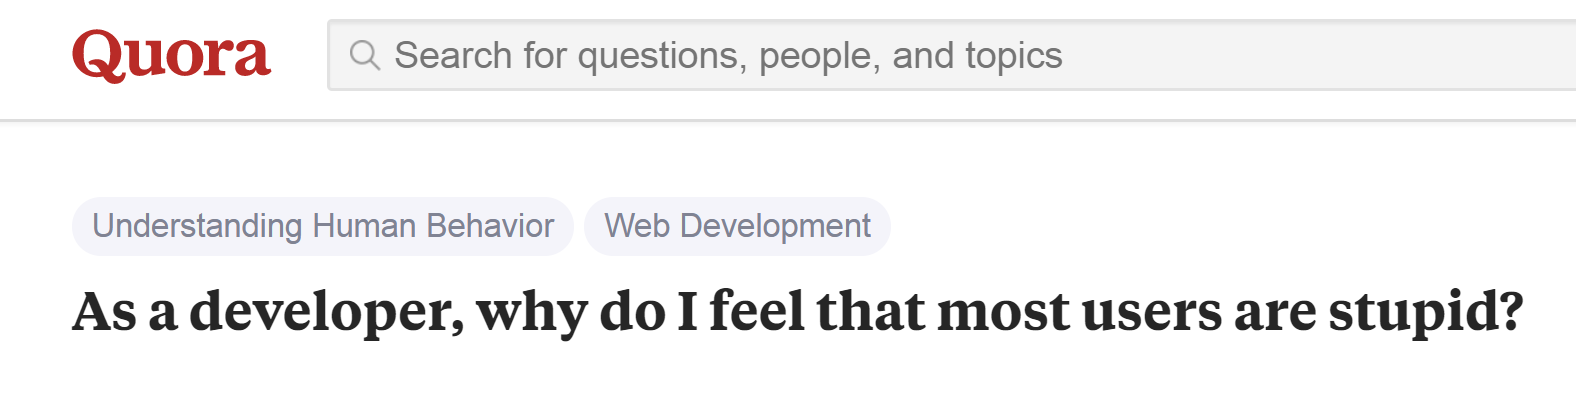 Quora
Search for questions, people, and topics
Understanding Human Behavior
Web Development
As a developer, why do I feel that most users are stupid?